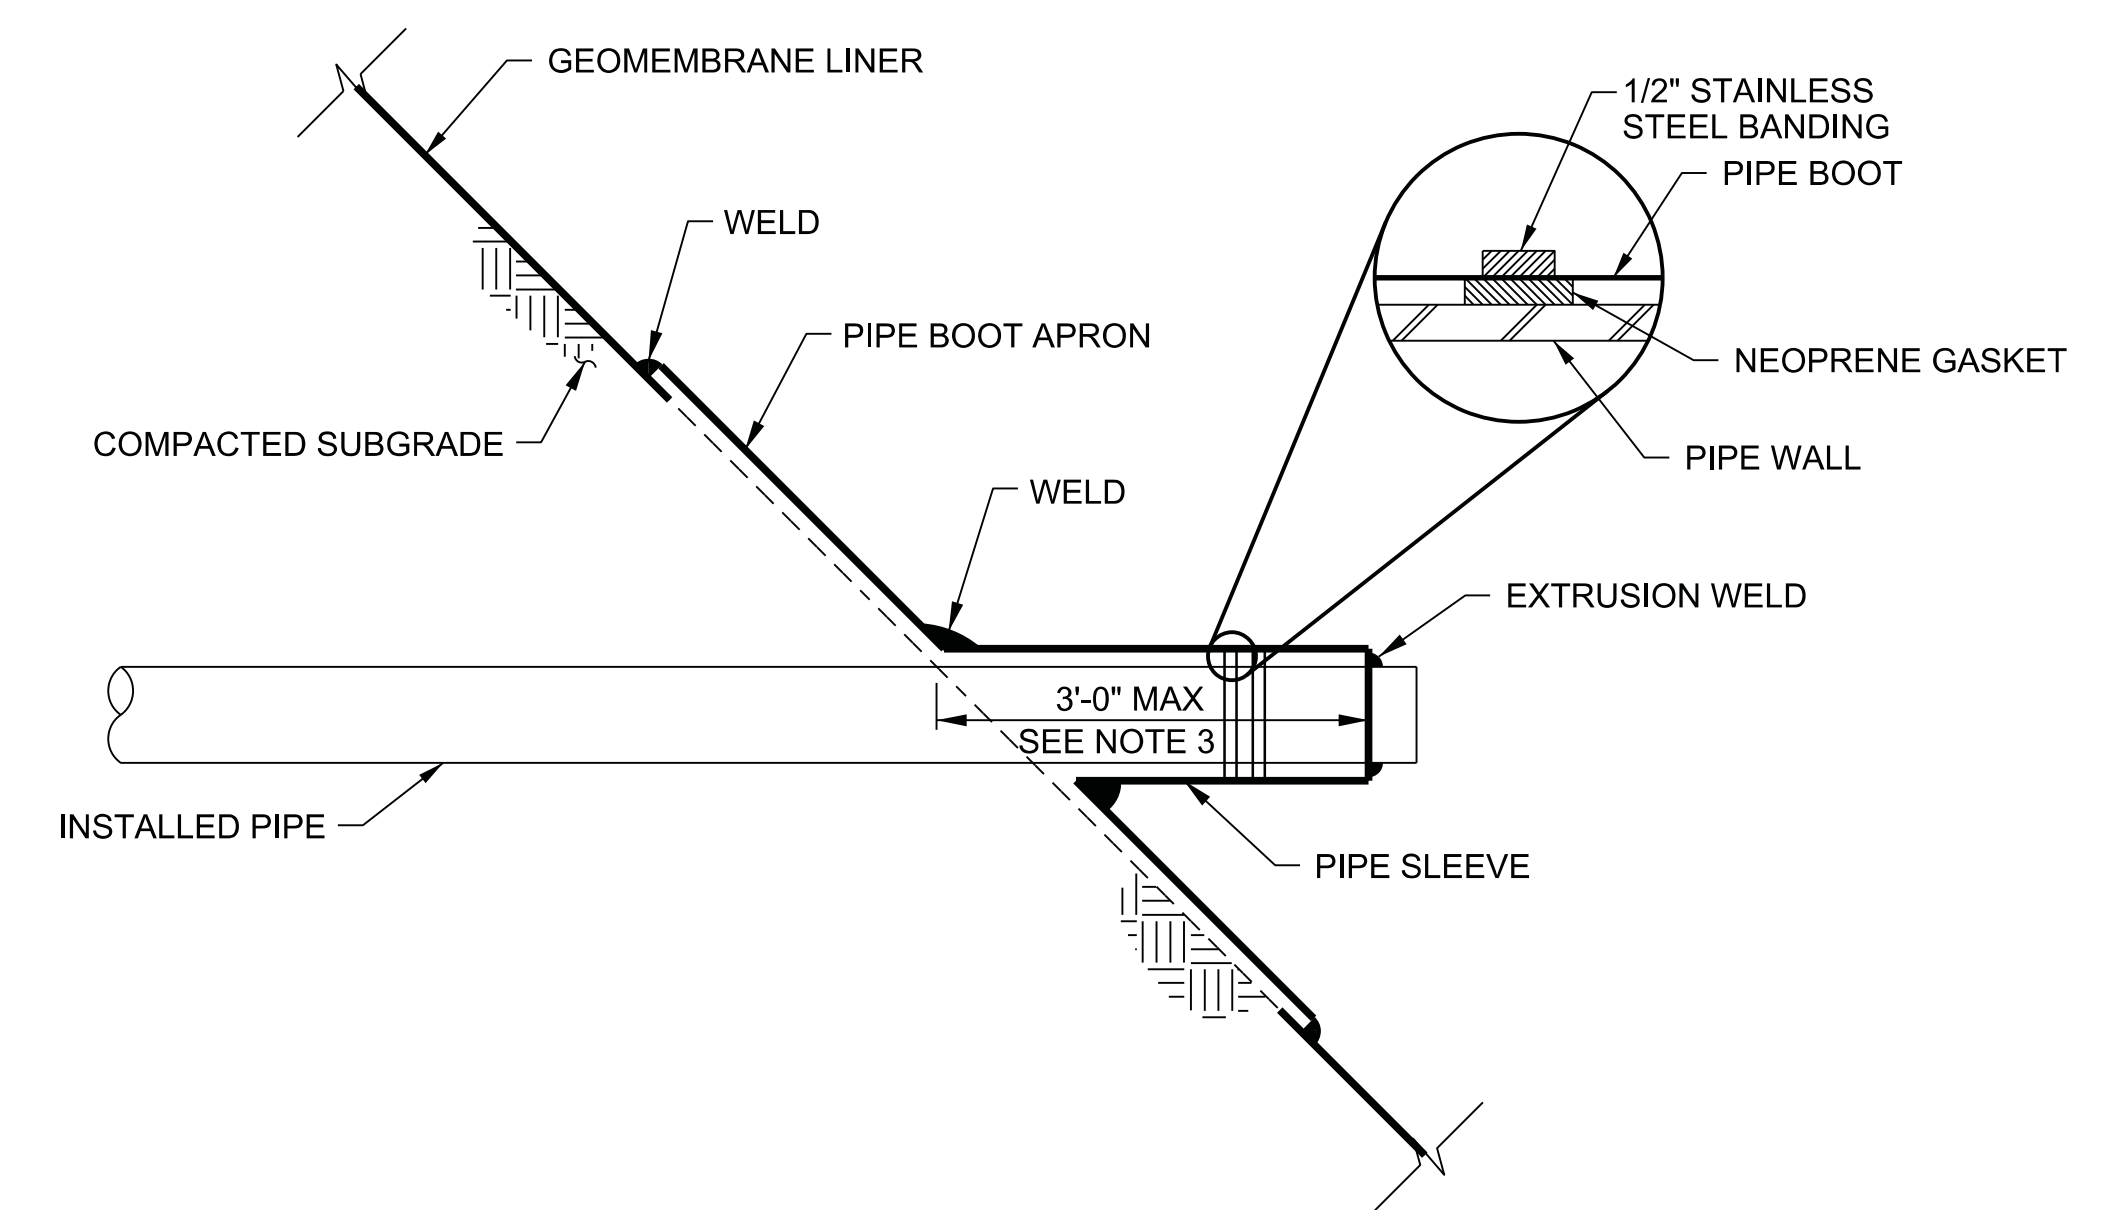 GEOMEMBRANE LINER
1/2" STAINLESS
STEEL BANDING
PIPE BOOT
WELD
PIPE BOOT APRON
NEOPRENE GASKET
COMPACTED SUBGRADE
PIPE WALL
WELD
EXTRUSION WELD
3'-0" MAX
SEE NOTE 3
INSTALLED PIPE
PIPE SLEEVE